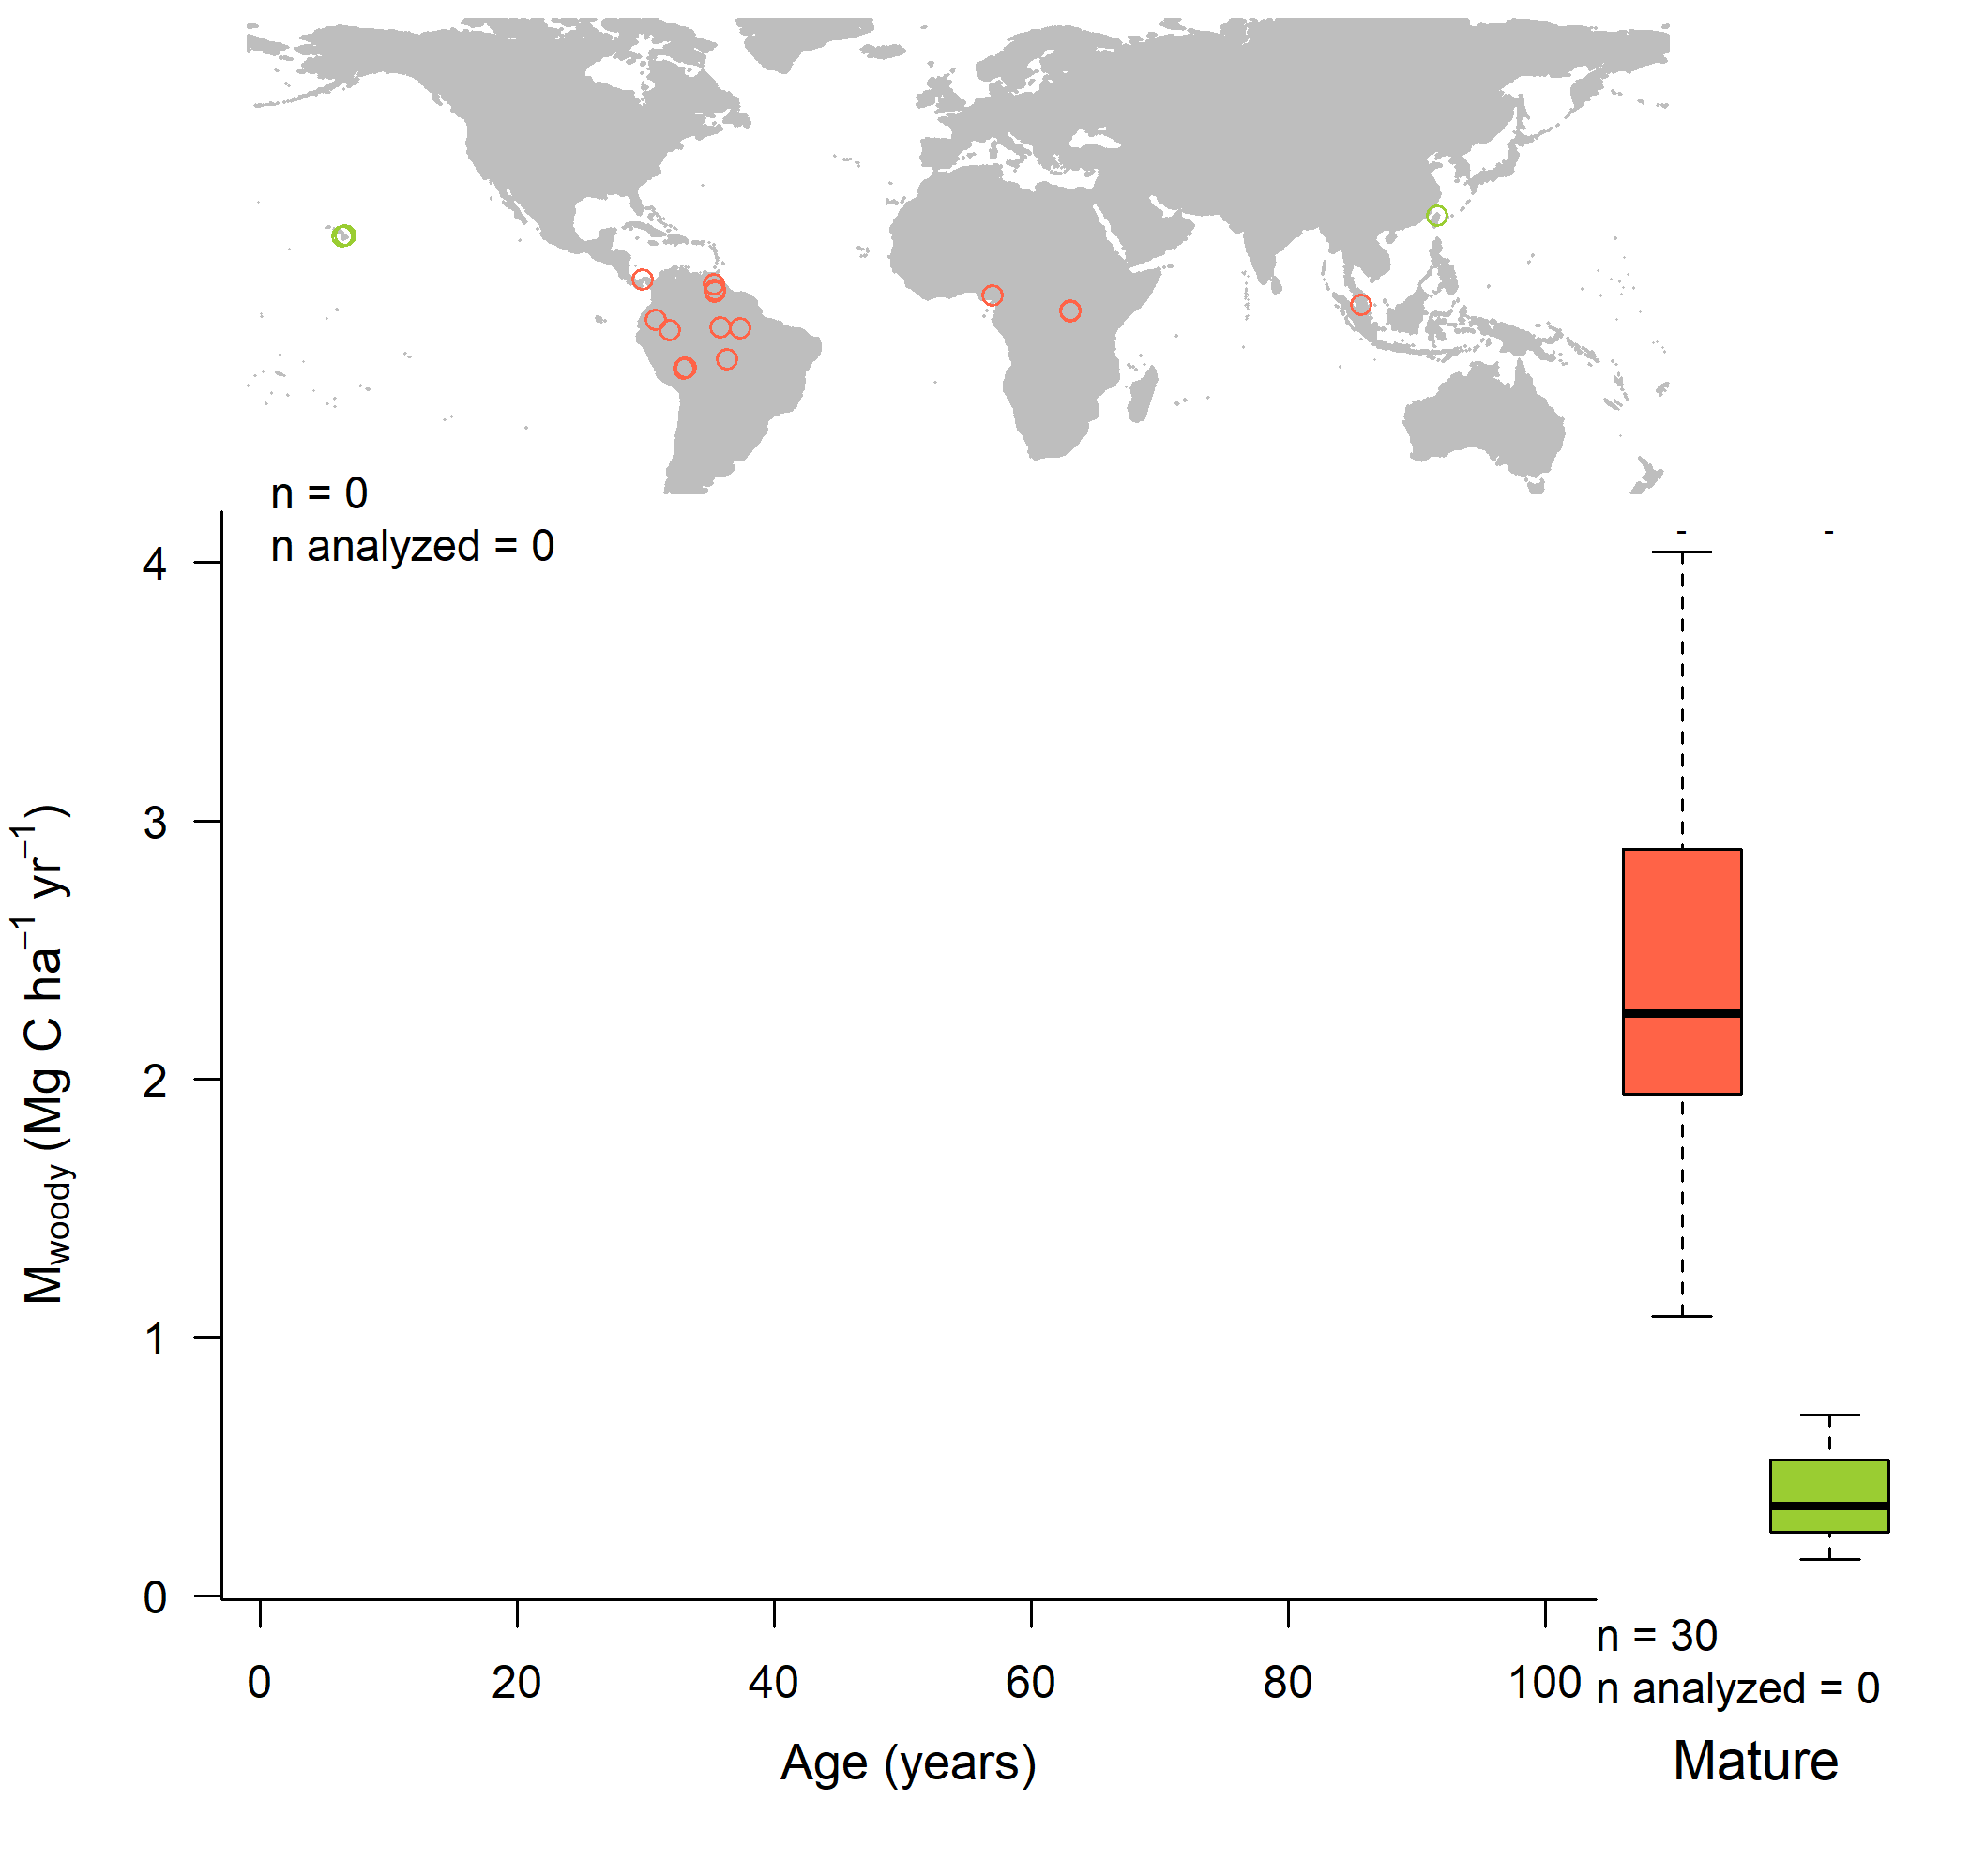 n = 0
n analyzed = 0
4
3
2
1
0
M_woody (Mg C ha⁻¹ yr⁻¹)
- -
0 20 40 60 80 100
Age (years)
n = 30
n analyzed = 0
Mature